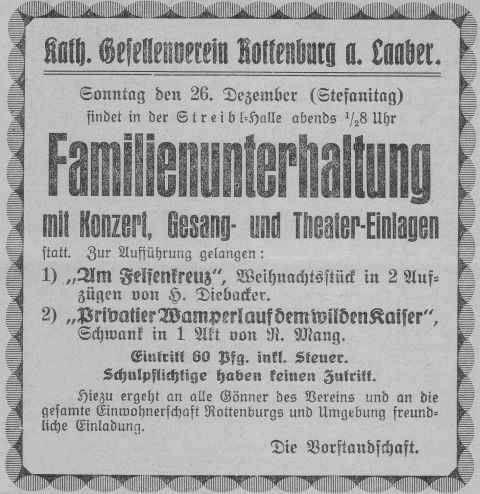 Kath. Gesellenverein Rottenburg a. Laaber.
Sonntag den 26. Dezember (Stefanitag)
findet in der Streibl-Halle abends ½8 Uhr
Familienunterhaltung
mit Konzert, Gesang- und Theater-Einlagen
statt. Zur Aufführung gelangen:
1) „Am Felsenkreuz“, Weihnachtsstück in 2 Auf-
zügen von H. Diebacker.
2) „Privatier Wamperl auf dem wilden Kaiser“,
Schwank in 1 Akt von R. Mang.
Eintritt 60 Pfg. inkl. Steuer.
Schulpflichtige haben keinen Zutritt.
Hiezu ergeht an alle Gönner des Vereins und an die
gesamte Einwohnerschaft Rottenburgs und Umgebung freund-
liche Einladung.
Die Vorstandschaft.